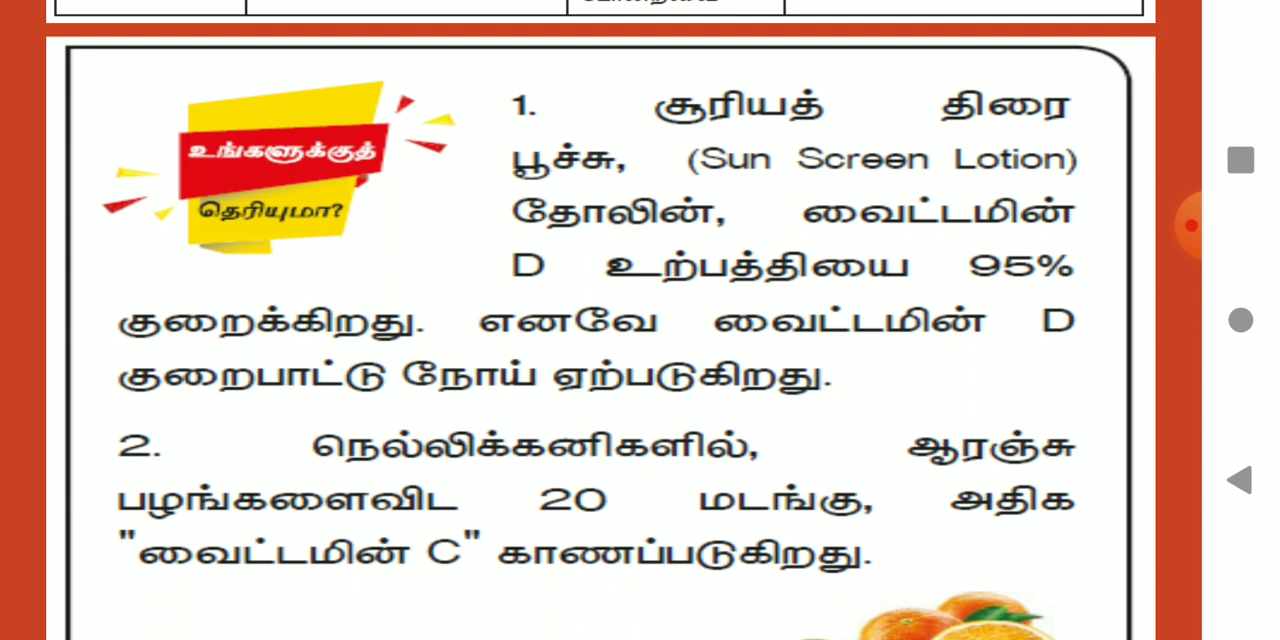 உங்களுக்குத்
தெரியுமா?
1. சூரியத் திரை
பூச்சு, (Sun Screen Lotion)
தோலின், வைட்டமின்
D உற்பத்தியை 95%
குறைக்கிறது. எனவே வைட்டமின் D
குறைபாட்டு நோய் ஏற்படுகிறது.
2. நெல்லிக்கனிகளில், ஆரஞ்சு
பழங்களைவிட 20 மடங்கு, அதிக
"வைட்டமின் C" காணப்படுகிறது.